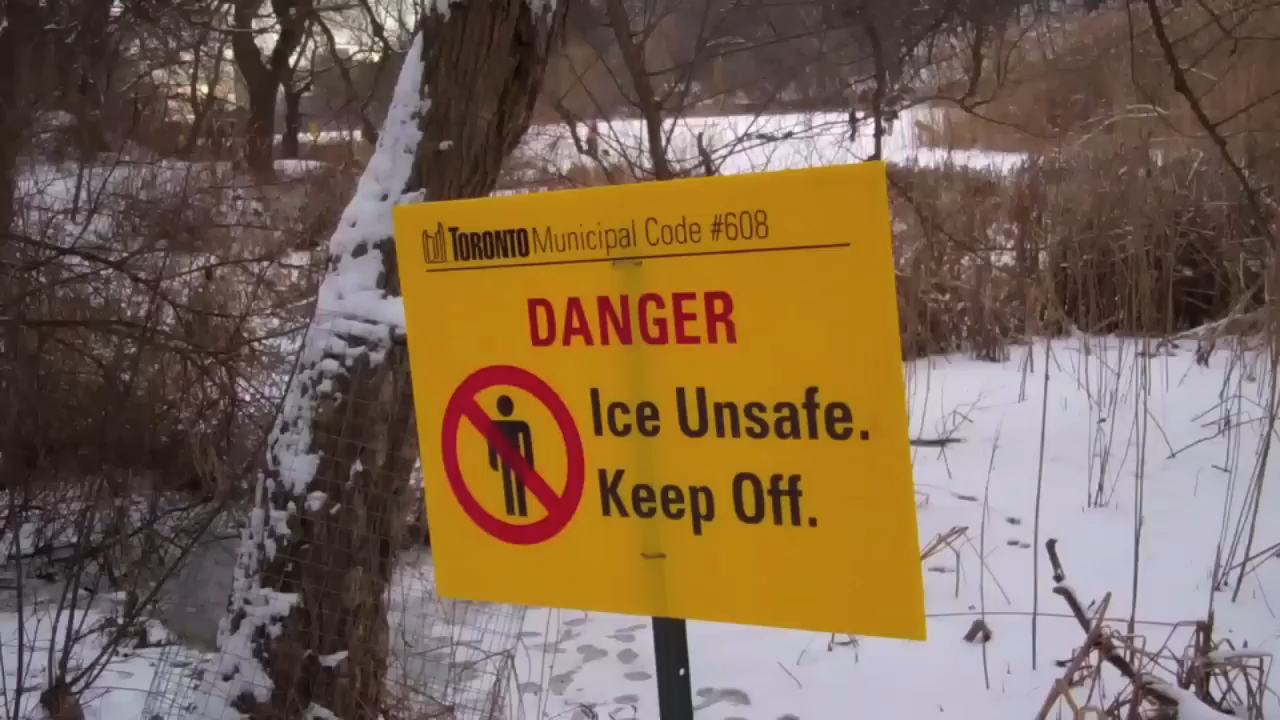 TORONTO Municipal Code #608
DANGER
Ice Unsafe.
Keep Off.